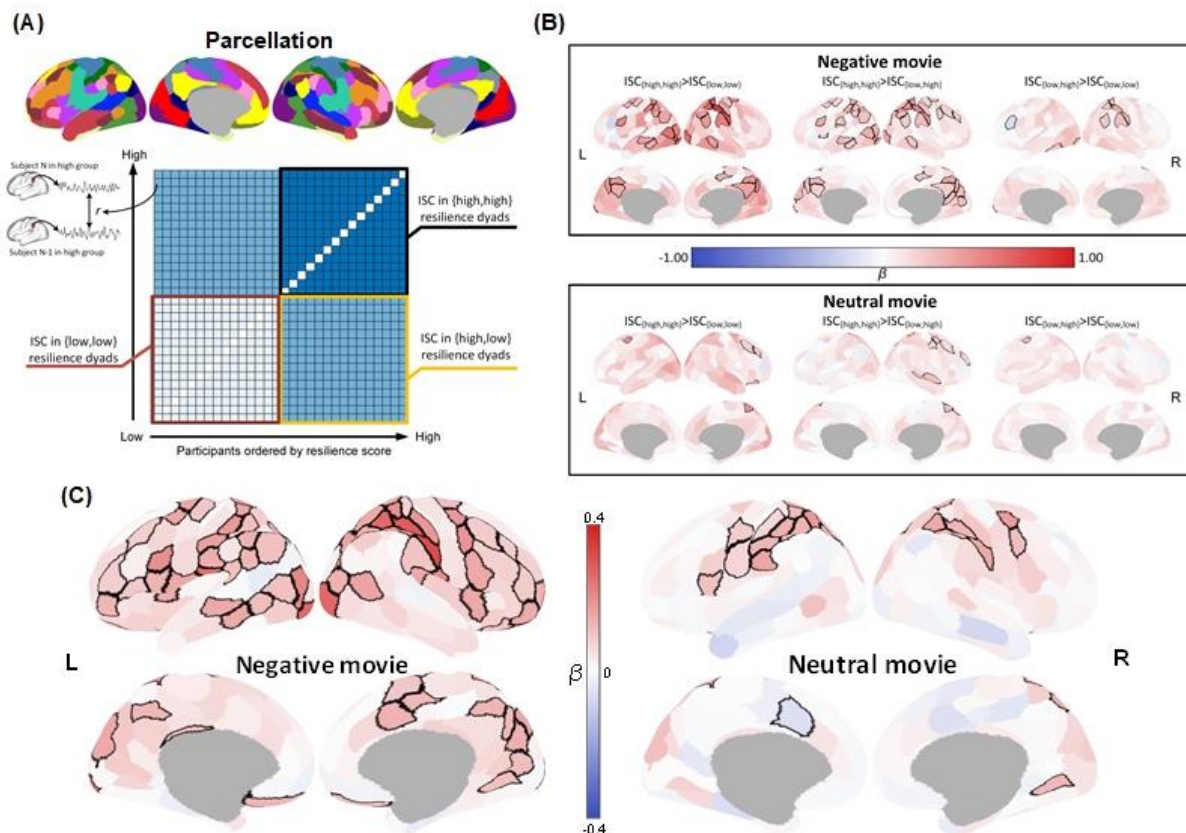 (A)
Parcellation
High
Subject N in high group
r
Subject N-1 in high group
ISC in {high,high}
resilience dyads
ISC in {low,low}
resilience dyads
ISC in {high,low}
resilience dyads
Low
High
Participants ordered by resilience score
(B)
Negative movie
ISC{high,high}>ISC{low,low}
ISC{high,high}>ISC{low,high}
ISC{low,high}>ISC{low,low}
L
R
-1.00
1.00
β
Neutral movie
ISC{high,high}>ISC{low,low}
ISC{high,high}>ISC{low,high}
ISC{low,high}>ISC{low,low}
L
R
(C)
0.4
L
Negative movie
β
0
Neutral movie
R
-0.4